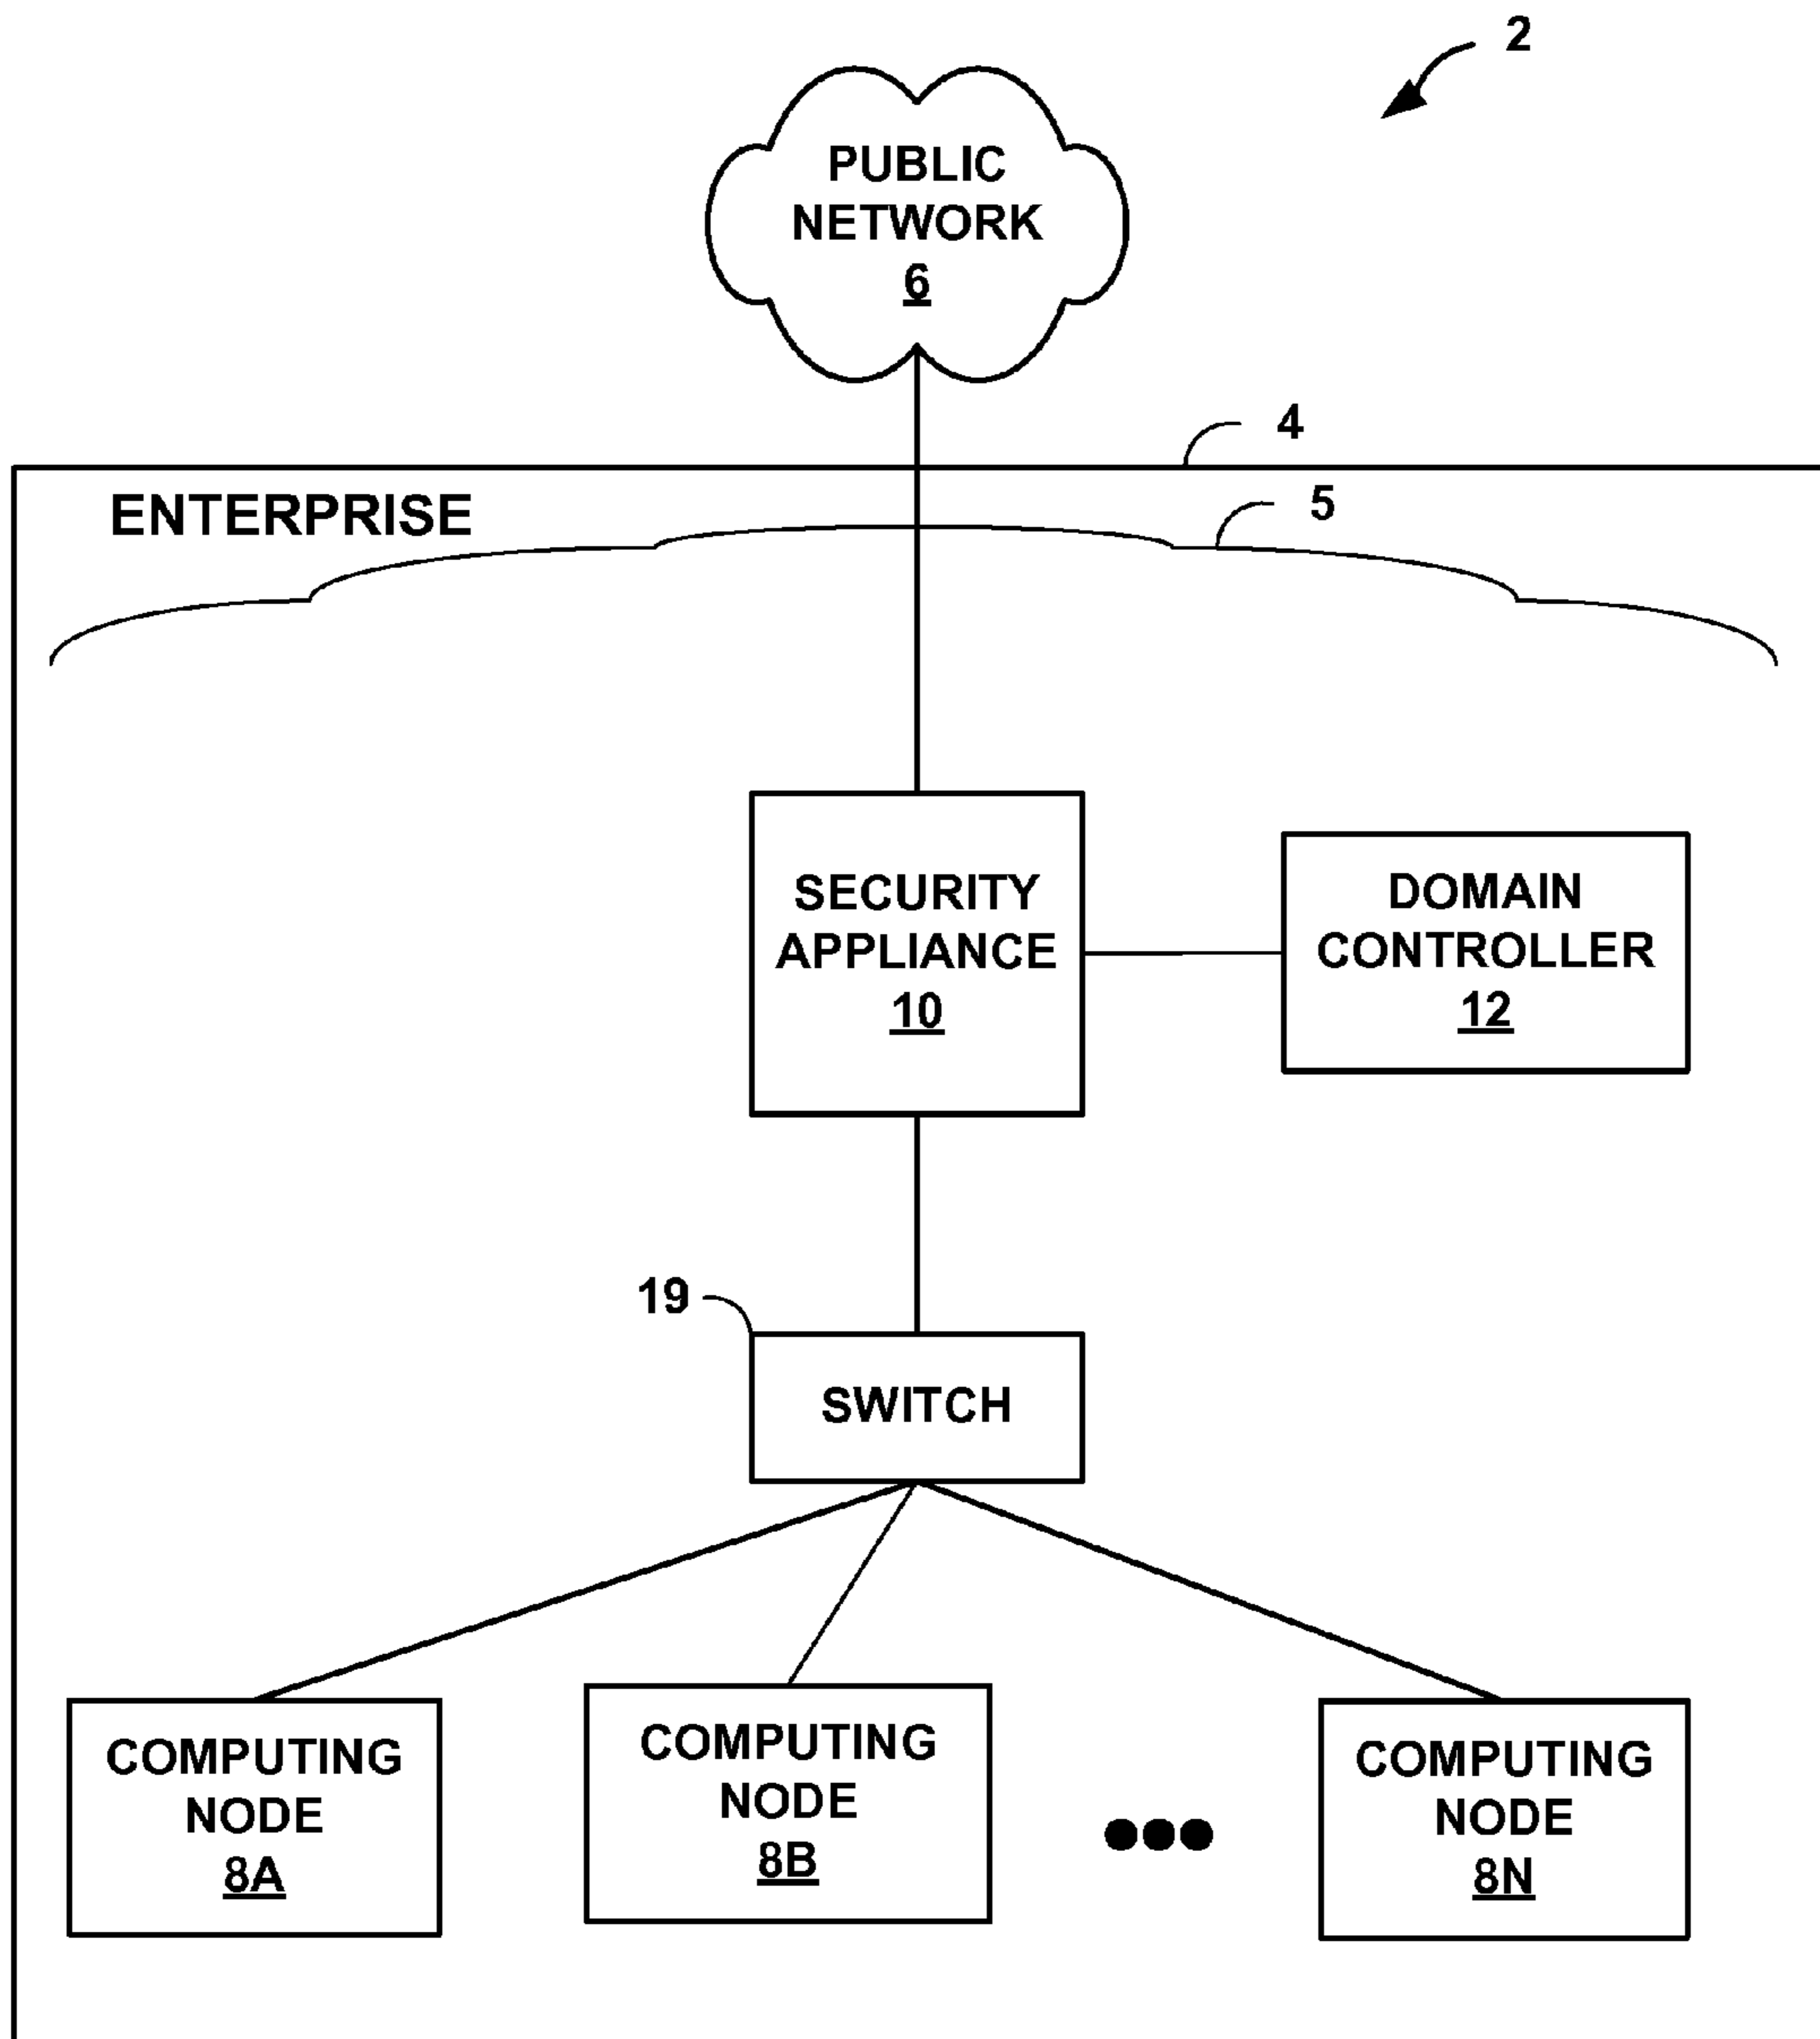 2
PUBLIC
NETWORK
6
4
ENTERPRISE
5
SECURITY
APPLIANCE
10
DOMAIN
CONTROLLER
12
19
SWITCH
COMPUTING
NODE
8A
COMPUTING
NODE
8B
COMPUTING
NODE
8N